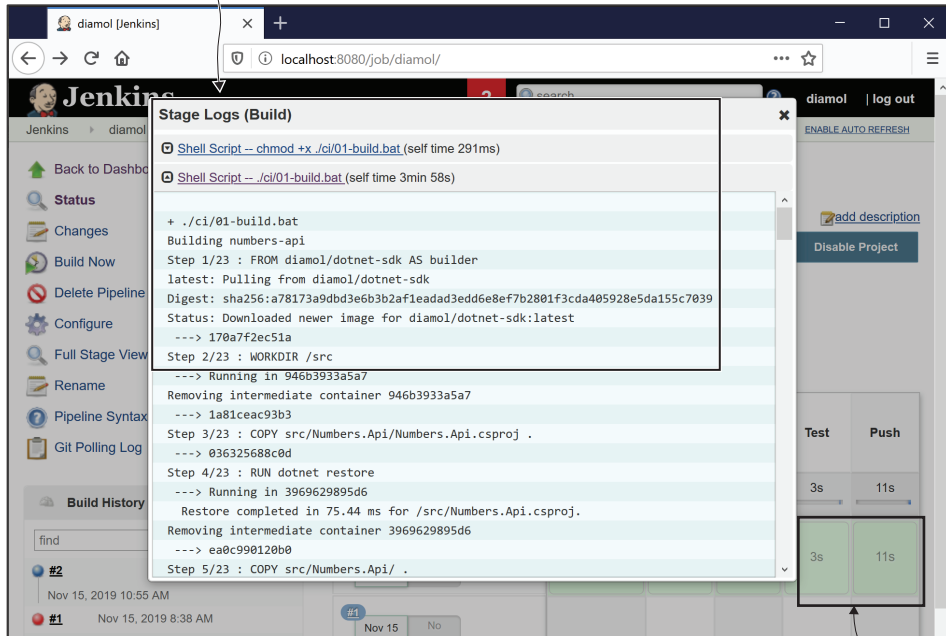 diamol [Jenkins]
localhost:8080/job/diamol/
Jenkins
2
search
diamol | log out
Jenkins diamol
ENABLE AUTO REFRESH
Stage Logs (Build)
Shell Script -- chmod +x ./ci/01-build.bat (self time 291ms)
Shell Script -- ./ci/01-build.bat (self time 3min 58s)
+ ./ci/01-build.bat
Building numbers-api
Step 1/23 : FROM diamol/dotnet-sdk AS builder
latest: Pulling from diamol/dotnet-sdk
Digest: sha256:a78173a9dbd3e6b3b2af1eadad3edd6e8ef7b2801f3cda405928e5da155c7039
Status: Downloaded newer image for diamol/dotnet-sdk:latest
---> 170a7f2ec51a
Step 2/23 : WORKDIR /src
---> Running in 946b3933a5a7
Removing intermediate container 946b3933a5a7
---> 1a81ceac93b3
Step 3/23 : COPY src/Numbers.Api/Numbers.Api.csproj .
---> 036325688c0d
Step 4/23 : RUN dotnet restore
---> Running in 3969629895d6
Restore completed in 75.44 ms for /src/Numbers.Api.csproj.
Removing intermediate container 3969629895d6
---> ea0c990120b0
Step 5/23 : COPY src/Numbers.Api/ .
Back to Dashbo
Status
Changes
Build Now
Delete Pipeline
Configure
Full Stage View
Rename
Pipeline Syntax
Git Polling Log
add description
Disable Project
Build History
find
#2
Nov 15, 2019 10:55 AM
#1 Nov 15, 2019 8:38 AM
Test Push
3s 11s
3s 11s
#1
Nov 15 No